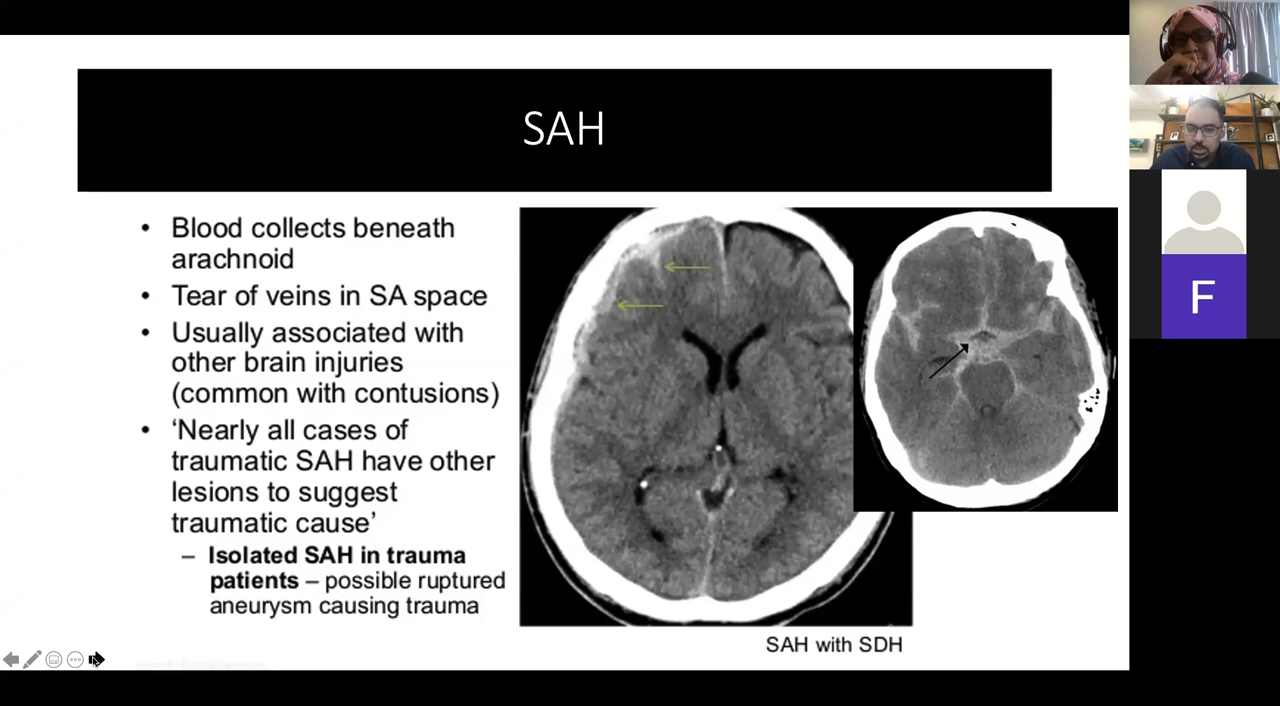 SAH
• Blood collects beneath
arachnoid
• Tear of veins in SA space
• Usually associated with
other brain injuries
(common with contusions)
• ‘Nearly all cases of
traumatic SAH have other
lesions to suggest
traumatic cause’
– Isolated SAH in trauma
patients – possible ruptured
aneurysm causing trauma
SAH with SDH
F